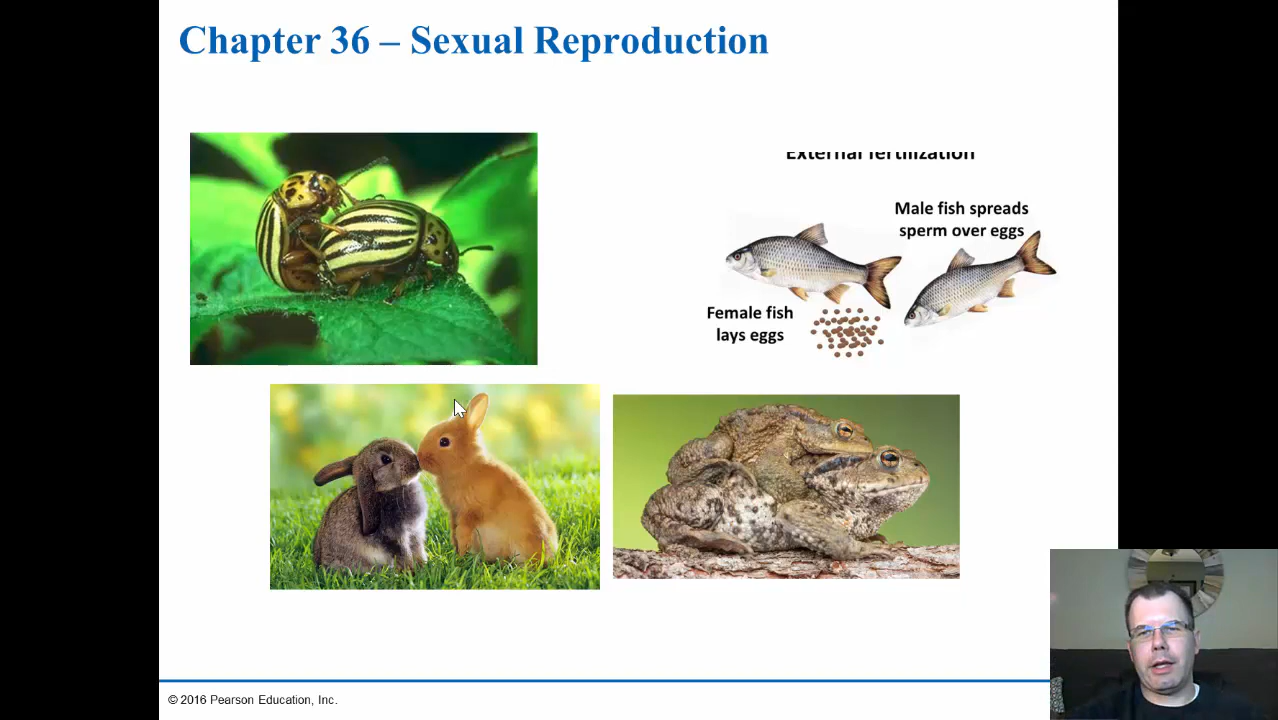 Chapter 36 – Sexual Reproduction
External fertilization
Male fish spreads
sperm over eggs
Female fish
lays eggs
© 2016 Pearson Education, Inc.